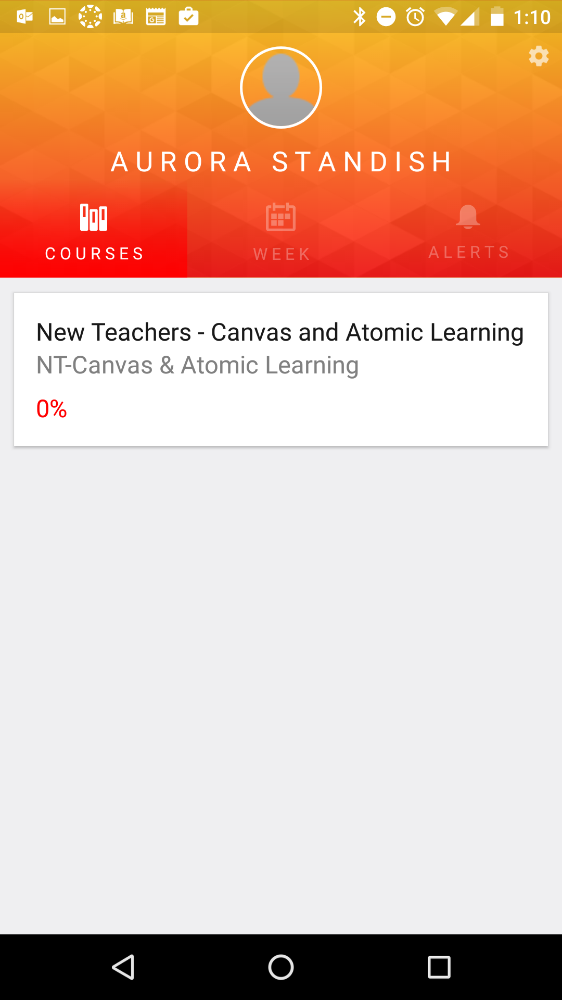 1:10
AURORA STANDISH
COURSES
WEEK
ALERTS
New Teachers - Canvas and Atomic Learning
NT-Canvas & Atomic Learning
0%